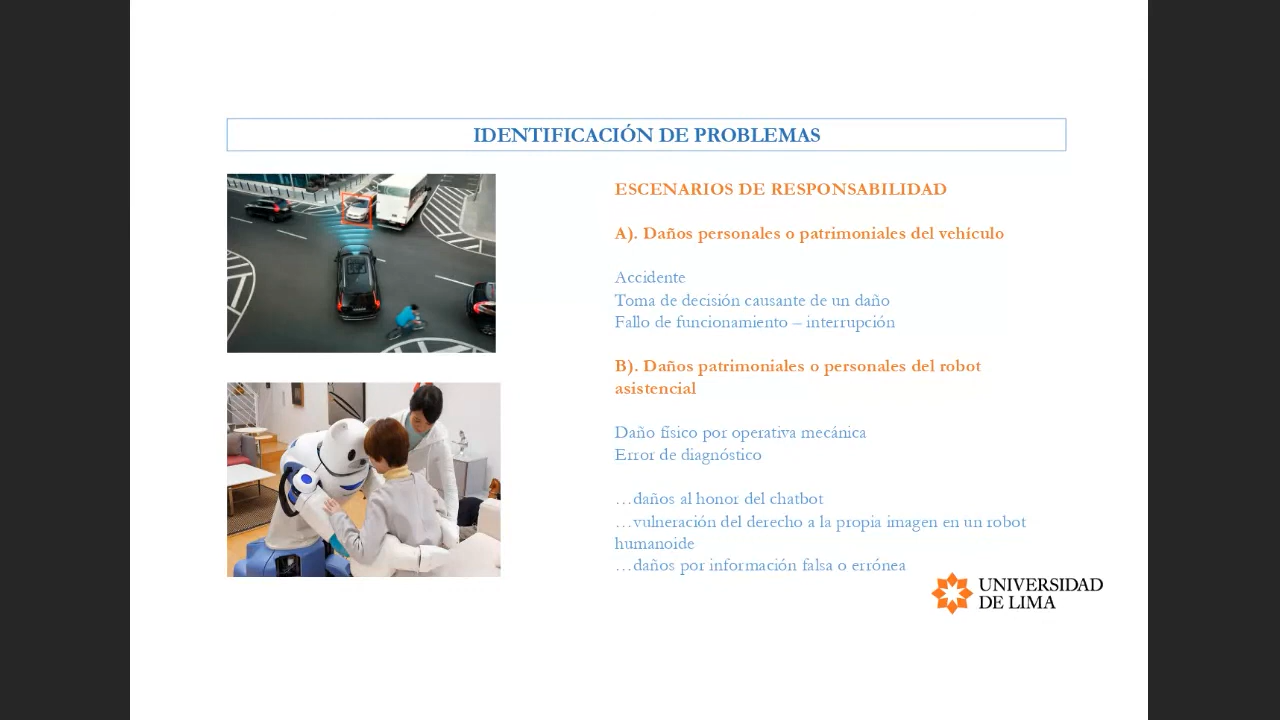 IDENTIFICACIÓN DE PROBLEMAS
ESCENARIOS DE RESPONSABILIDAD
A). Daños personales o patrimoniales del vehículo
Accidente
Toma de decisión causante de un daño
Fallo de funcionamiento – interrupción
B). Daños patrimoniales o personales del robot
asistencial
Daño físico por operativa mecánica
Error de diagnóstico
…daños al honor del chatbot
…vulneración del derecho a la propia imagen en un robot
humanoide
…daños por información falsa o errónea
UNIVERSIDAD
DE LIMA